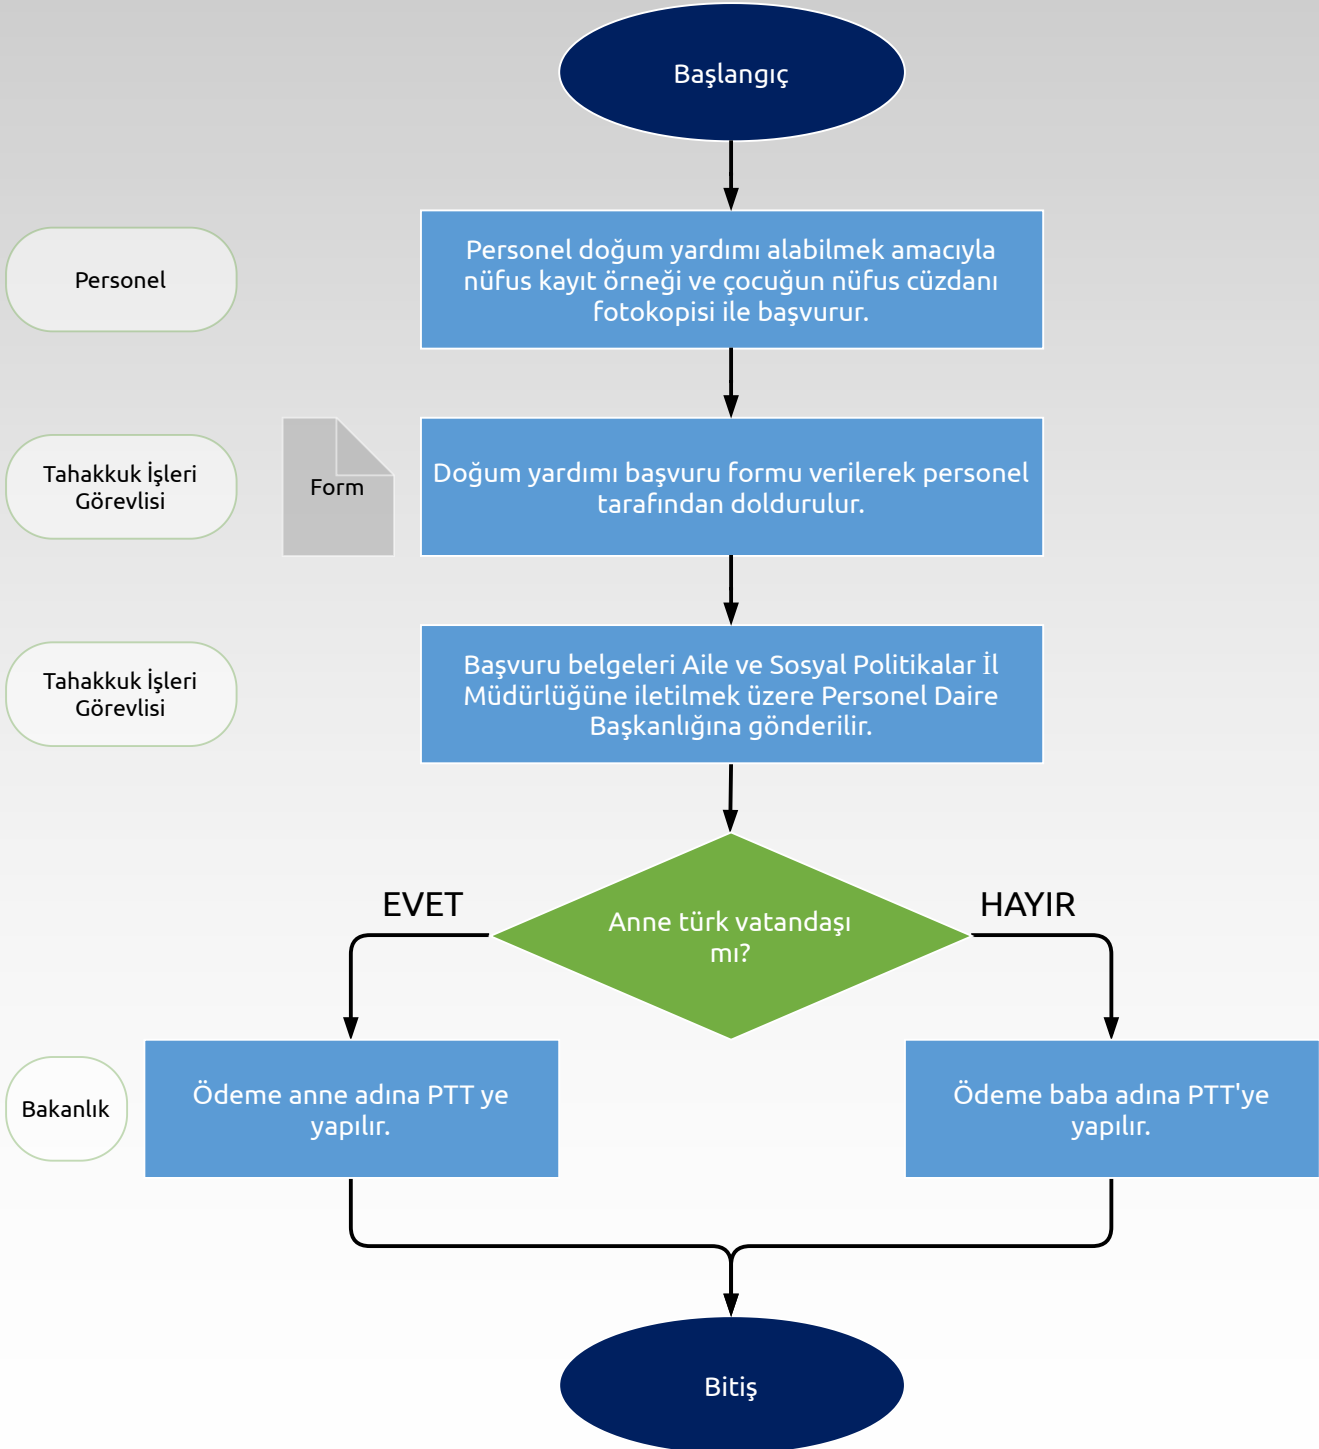 Başlangıç
Personel
Personel doğum yardımı alabilmek amacıyla
nüfus kayıt örneği ve çocuğun nüfus cüzdanı
fotokopisi ile başvurur.
Tahakkuk İşleri
Görevlisi
Form
Doğum yardımı başvuru formu verilerek personel
tarafından doldurulur.
Tahakkuk İşleri
Görevlisi
Başvuru belgeleri Aile ve Sosyal Politikalar İl
Müdürlüğüne iletilmek üzere Personel Daire
Başkanlığına gönderilir.
EVET
HAYIR
Anne türk vatandaşı
mı?
Bakanlık
Ödeme anne adına PTT ye
yapılır.
Ödeme baba adına PTT'ye
yapılır.
Bitiş